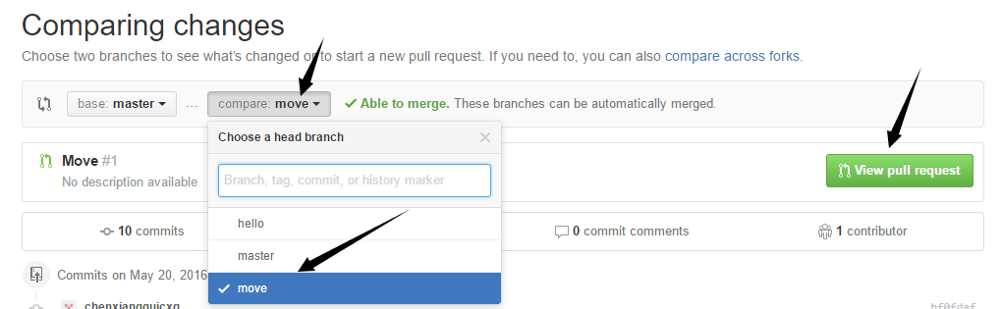 Comparing changes
Choose two branches to see what's changed or to start a new pull request. If you need to, you can also compare across forks.
base: master ... compare: move Able to merge. These branches can be automatically merged.
Choose a head branch
Move #1
View pull request
No description available
Branch, tag, commit, or history marker
hello
10 commits
0 commit comments
1 contributor
master
Commits on May 20, 2016
move
chenxiangquicxq